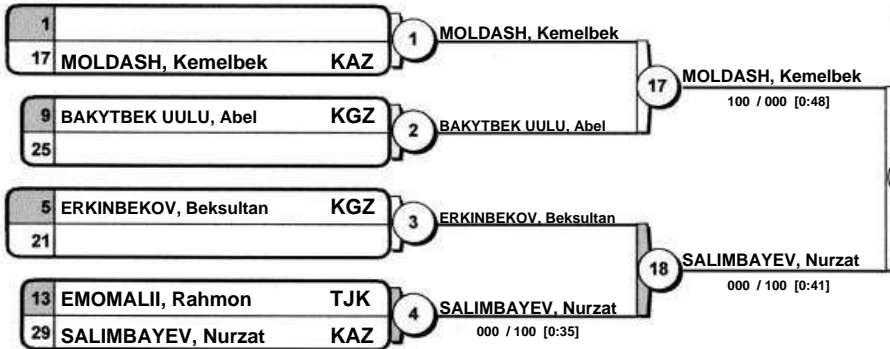 1
17 MOLDASH, Kemelbek KAZ
1
MOLDASH, Kemelbek
9 BAKYTBEK UULU, Abel KGZ
25
2
BAKYTBEK UULU, Abel
17
MOLDASH, Kemelbek
100 / 000 [0:48]
5 ERKINBEKOV, Beksultan KGZ
21
3
ERKINBEKOV, Beksultan
13 EMOMALII, Rahmon TJK
29 SALIMBAYEV, Nurzat KAZ
4
SALIMBAYEV, Nurzat
000 / 100 [0:35]
18
SALIMBAYEV, Nurzat
000 / 100 [0:41]